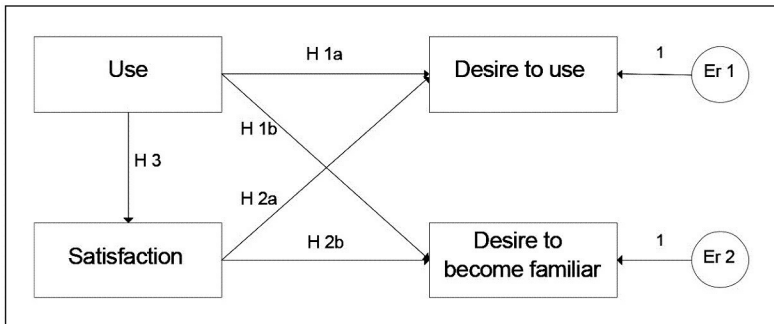 Use
H 1a
Desire to use
1
Er 1
H 1b
H 3
H 2a
Satisfaction
H 2b
Desire to
become familiar
1
Er 2